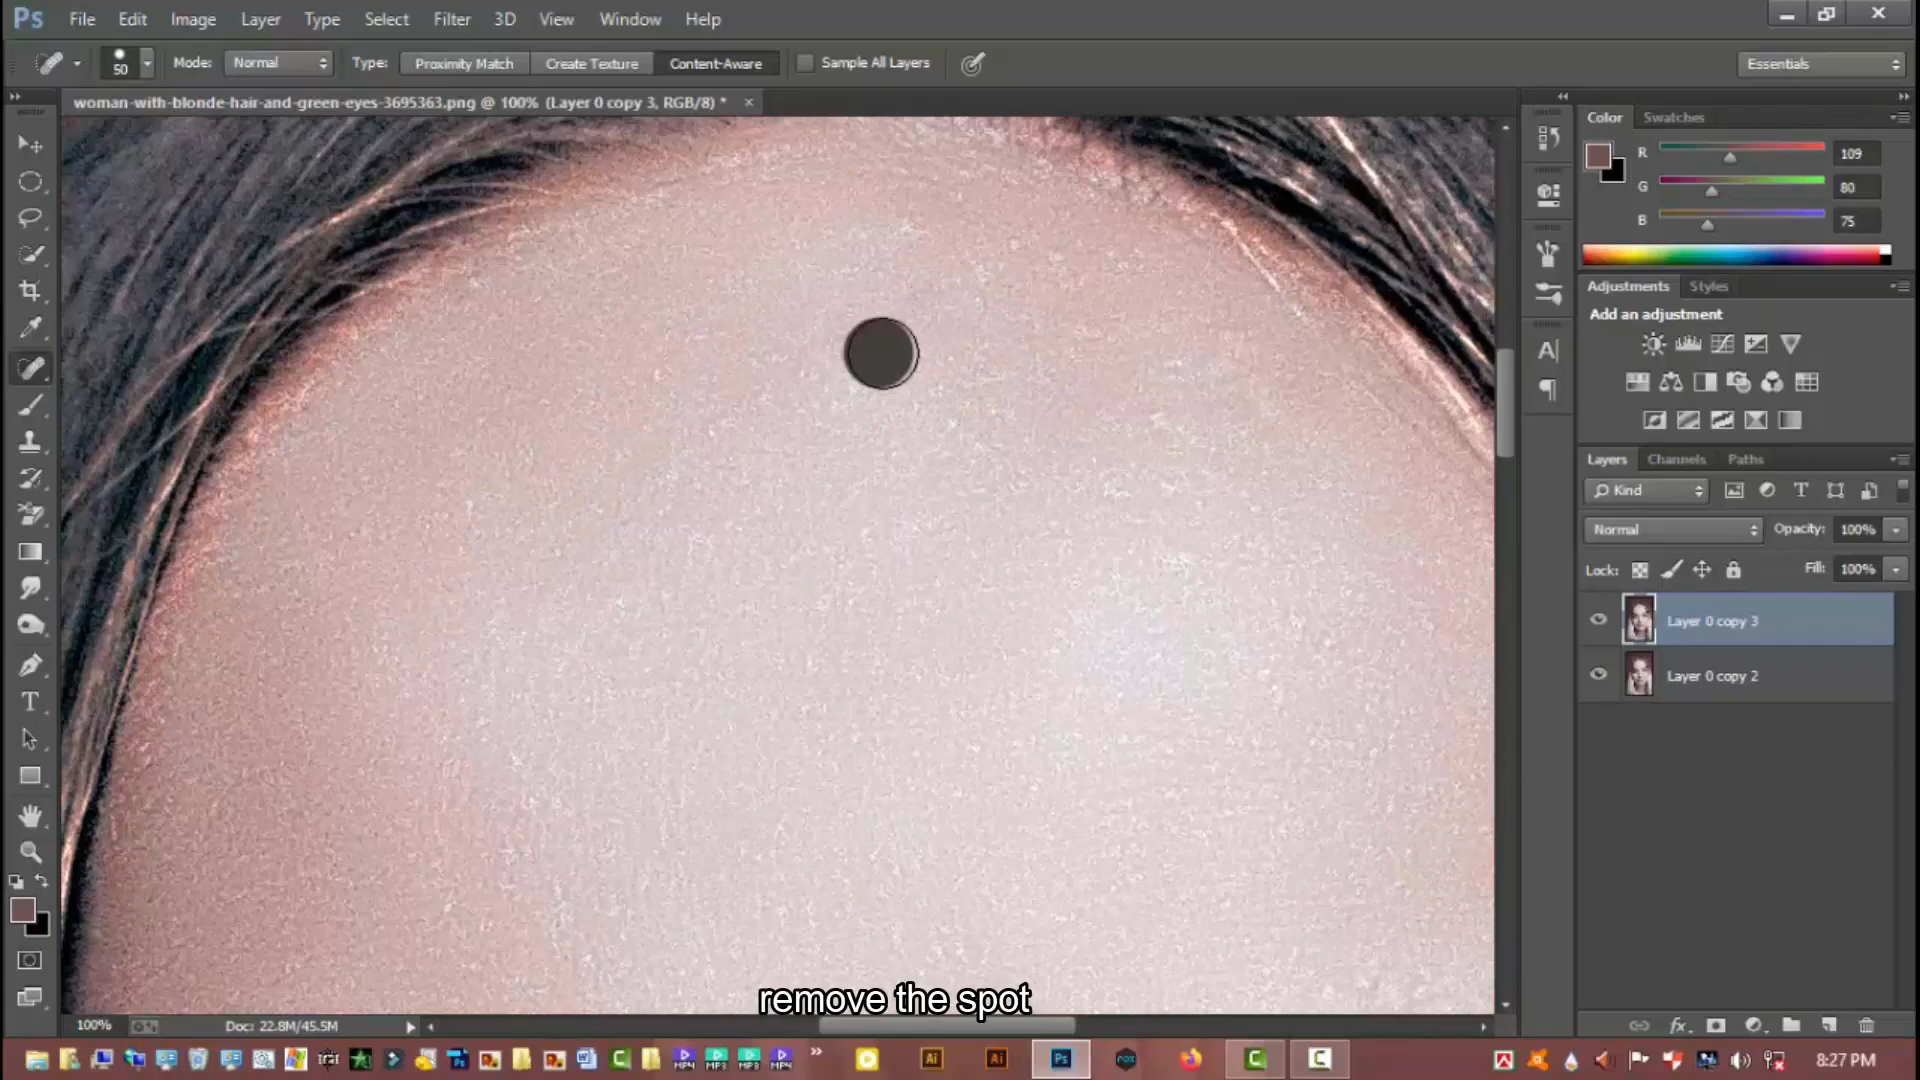 Ps File Edit Image Layer Type Select Filter 3D View Window Help
50 Mode: Normal Type: Proximity Match Create Texture Content-Aware Sample All Layers Essentials
woman-with-blonde-hair-and-green-eyes-3695363.png @ 100% (Layer 0 copy 3, RGB/8) *
Color Swatches
R 109
G 80
B 75
Adjustments Styles
Add an adjustment
Layers Channels Paths
Kind
Normal Opacity: 100%
Lock: Fill: 100%
Layer 0 copy 3
Layer 0 copy 2
remove the spot
100% Doc: 22.8M/45.5M
8:27 PM